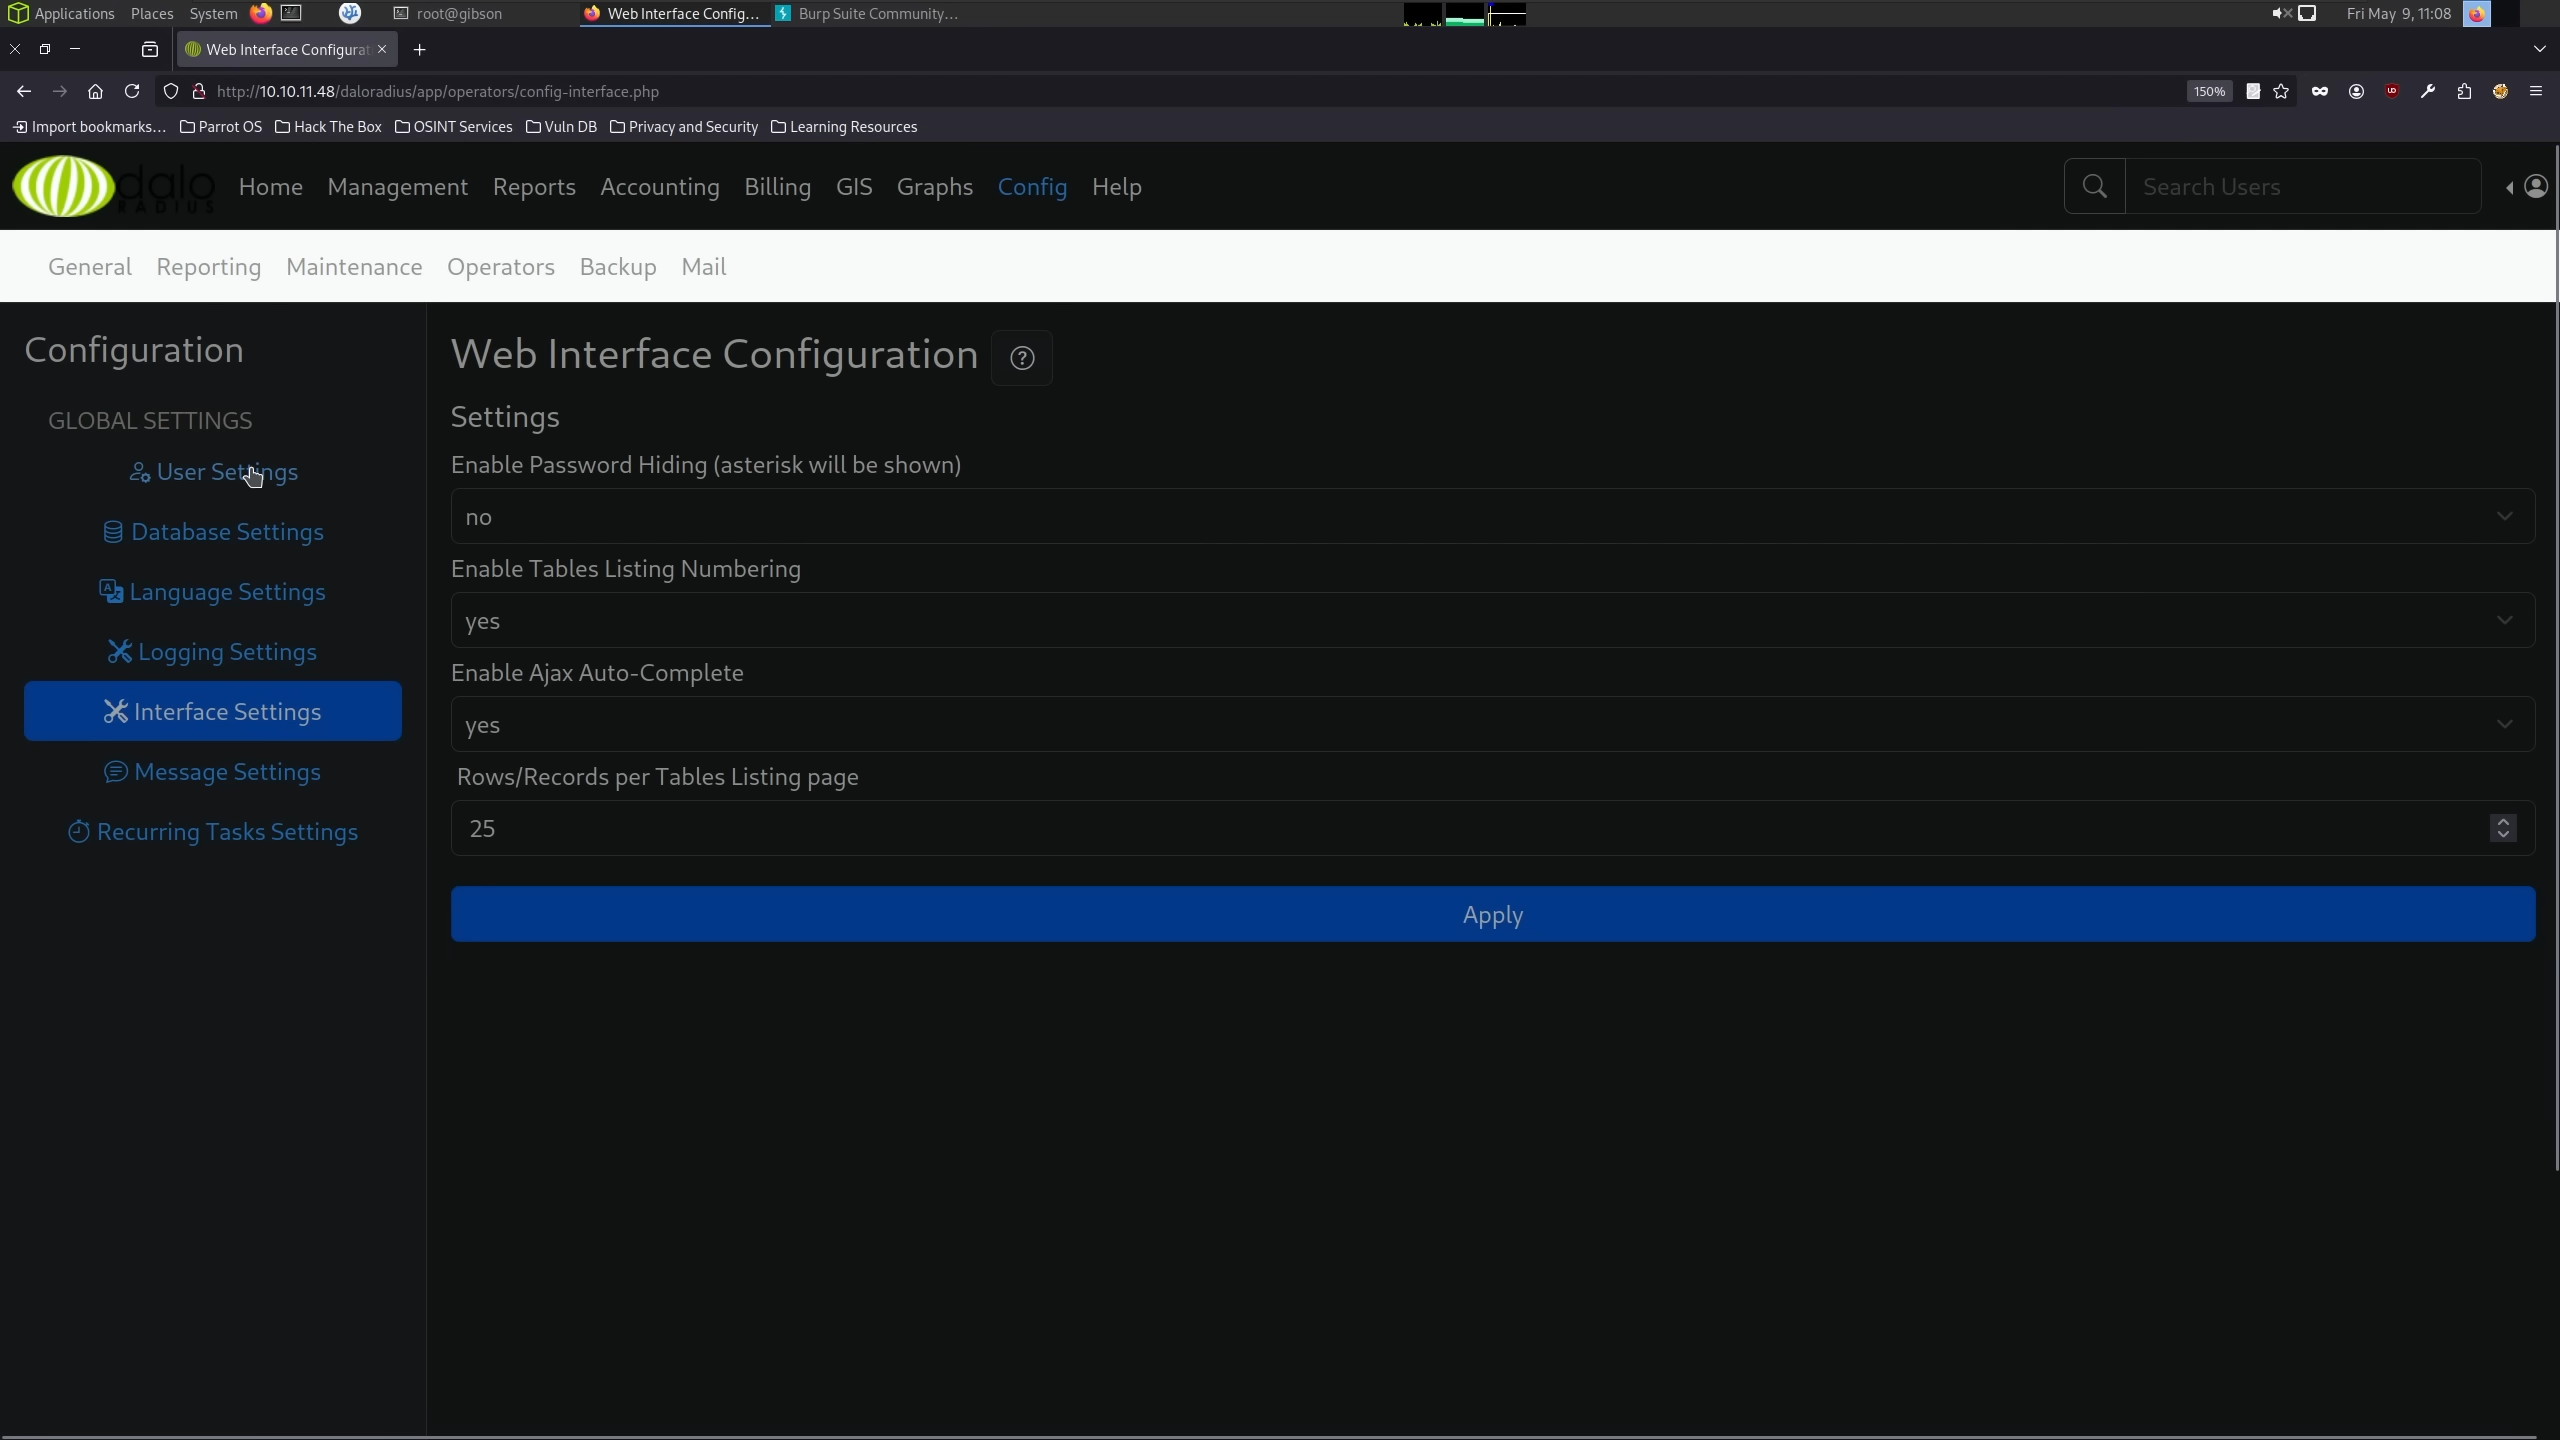 Applications Places System root@gibson Web Interface Config... Burp Suite Community... Fri May 9, 11:08
Web Interface Configurat
http://10.10.11.48/daloradius/app/operators/config-interface.php 150%
Import bookmarks... Parrot OS Hack The Box OSINT Services Vuln DB Privacy and Security Learning Resources
dalo RADIUS Home Management Reports Accounting Billing GIS Graphs Config Help Search Users
General Reporting Maintenance Operators Backup Mail
Configuration
GLOBAL SETTINGS
User Settings
Database Settings
Language Settings
Logging Settings
Interface Settings
Message Settings
Recurring Tasks Settings
Web Interface Configuration
Settings
Enable Password Hiding (asterisk will be shown)
no
Enable Tables Listing Numbering
yes
Enable Ajax Auto-Complete
yes
Rows/Records per Tables Listing page
25
Apply